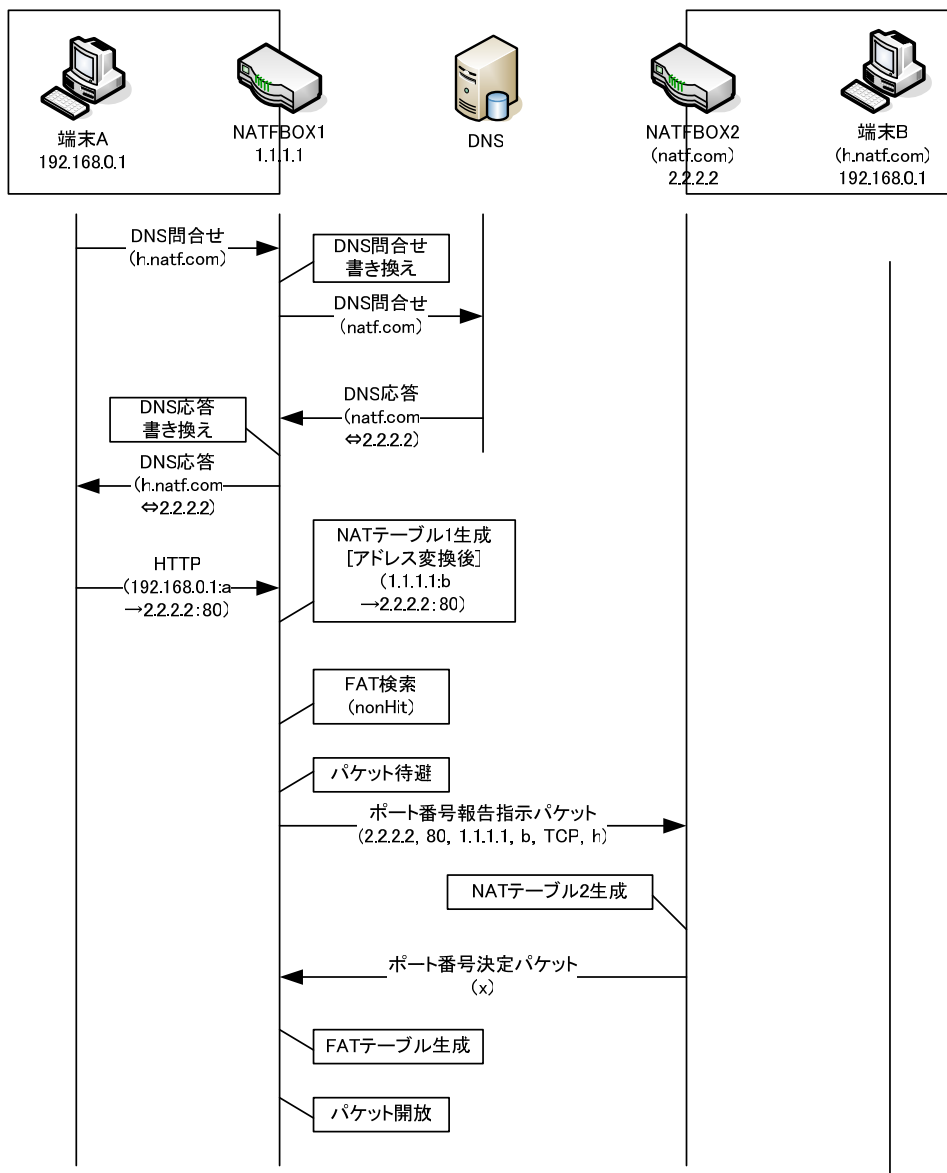 端末A
192.168.0.1
NATFBOX1
1.1.1.1
DNS
NATFBOX2
(natf.com)
2.2.2.2
端末B
(h.natf.com)
192.168.0.1
DNS問合せ
(h.natf.com)
DNS問合せ
書き換え
DNS問合せ
(natf.com)
DNS応答
(natf.com
⇔2.2.2.2)
DNS応答
書き換え
DNS応答
(h.natf.com
⇔2.2.2.2)
NATテーブル1生成
[アドレス変換後]
(1.1.1.1:b
→2.2.2.2:80)
HTTP
(192.168.0.1:a
→2.2.2.2:80)
FAT検索
(nonHit)
パケット待避
ポート番号報告指示パケット
(2.2.2.2, 80, 1.1.1.1, b, TCP, h)
NATテーブル2生成
ポート番号決定パケット
(x)
FATテーブル生成
パケット開放